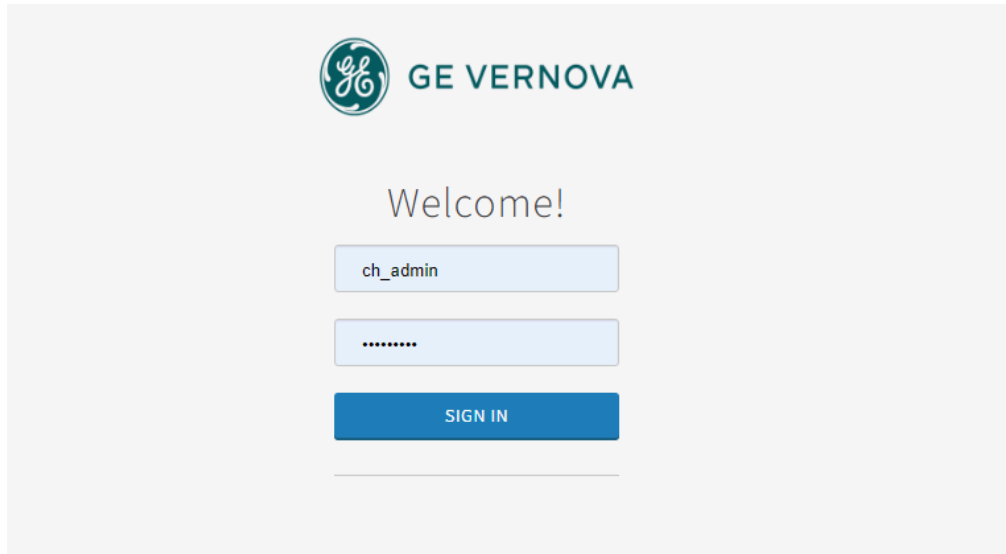 GE VERNOVA
Welcome!
ch_admin
•••••••••
SIGN IN